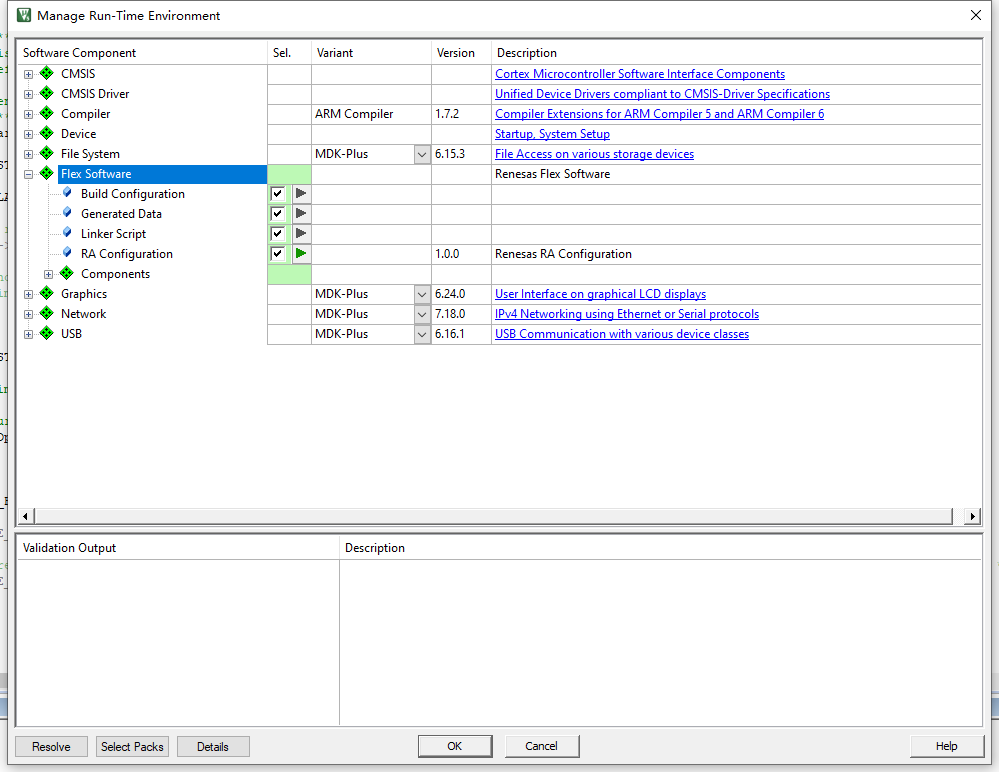 Manage Run-Time Environment
Software Component Sel. Variant Version Description
CMSIS Cortex Microcontroller Software Interface Components
CMSIS Driver Unified Device Drivers compliant to CMSIS-Driver Specifications
Compiler ARM Compiler 1.7.2 Compiler Extensions for ARM Compiler 5 and ARM Compiler 6
Device Startup, System Setup
File System MDK-Plus 6.15.3 File Access on various storage devices
Flex Software Renesas Flex Software
Build Configuration
Generated Data
Linker Script
RA Configuration 1.0.0 Renesas RA Configuration
Components
Graphics MDK-Plus 6.24.0 User Interface on graphical LCD displays
Network MDK-Plus 7.18.0 IPv4 Networking using Ethernet or Serial protocols
USB MDK-Plus 6.16.1 USB Communication with various device classes
Validation Output Description
Resolve Select Packs Details OK Cancel Help